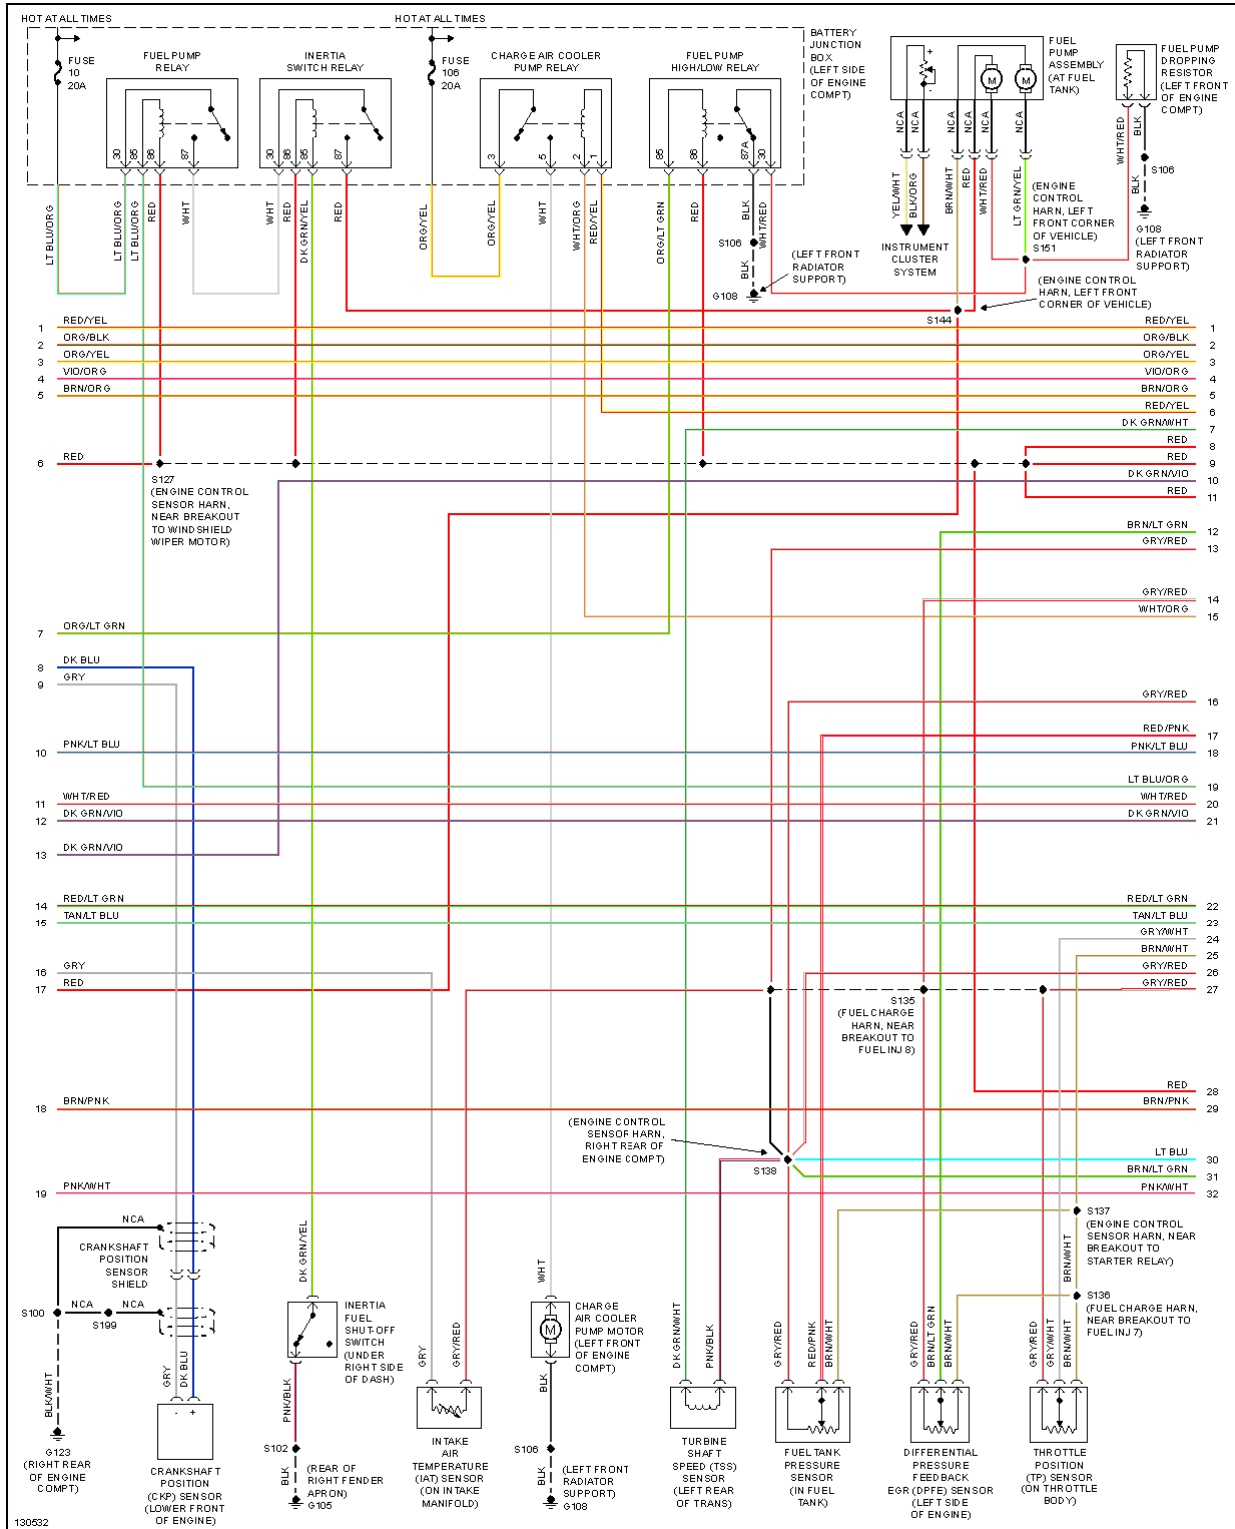 HOT AT ALL TIMES
HOT AT ALL TIMES
FUSE
10
20A
FUEL PUMP
RELAY
INERTIA
SWITCH RELAY
FUSE
106
20A
CHARGE AIR COOLER
PUMP RELAY
FUEL PUMP
HIGH/LOW RELAY
BATTERY
JUNCTION
BOX
(LEFT SIDE
OF ENGINE
COMPT)
FUEL
PUMP
ASSEMBLY
(AT FUEL
TANK)
FUEL PUMP
DROPPING
RESISTOR
(LEFT FRONT
OF ENGINE
COMPT)
+
-
M
M
30
85
86
87
30
86
85
87
3
5
2
1
85
86
87A
30
NCA
NCA
NCA
NCA
NCA
WHT/RED
BLK
LT BLU/ORG
LT BLU/ORG
LT BLU/ORG
RED
WHT
WHT
RED
DK GRN/YEL
RED
ORG/YEL
ORG/YEL
WHT
WHT/ORG
RED/YEL
ORG/LT GRN
RED
BLK
WHT/RED
YEL/WHT
BLK/ORG
BRN/WHT
RED
WHT/RED
LT GRN/YEL
S106
BLK
S106
BLK
G108
(LEFT FRONT
RADIATOR
SUPPORT)
INSTRUMENT
CLUSTER
SYSTEM
(ENGINE
CONTROL
HARN, LEFT
FRONT CORNER
OF VEHICLE)
S151
G108
(LEFT FRONT
RADIATOR
SUPPORT)
(ENGINE CONTROL
HARN, LEFT FRONT
CORNER OF VEHICLE)
S144
1 RED/YEL RED/YEL 1
2 ORG/BLK ORG/BLK 2
3 ORG/YEL ORG/YEL 3
4 VIO/ORG VIO/ORG 4
5 BRN/ORG BRN/ORG 5
RED/YEL 6
DK GRN/WHT 7
RED 8
6 RED RED 9
DK GRN/VIO 10
RED 11
S127
(ENGINE CONTROL
SENSOR HARN,
NEAR BREAKOUT
TO WINDSHIELD
WIPER MOTOR)
BRN/LT GRN 12
GRY/RED 13
GRY/RED 14
WHT/ORG 15
7 ORG/LT GRN
8 DK BLU
9 GRY
GRY/RED 16
RED/PNK 17
10 PNK/LT BLU PNK/LT BLU 18
LT BLU/ORG 19
11 WHT/RED WHT/RED 20
12 DK GRN/VIO DK GRN/VIO 21
13 DK GRN/VIO
14 RED/LT GRN RED/LT GRN 22
15 TAN/LT BLU TAN/LT BLU 23
GRY/WHT 24
BRN/WHT 25
16 GRY GRY/RED 26
17 RED GRY/RED 27
S135
(FUEL CHARGE
HARN, NEAR
BREAKOUT TO
FUEL INJ 8)
RED 28
18 BRN/PNK BRN/PNK 29
(ENGINE CONTROL
SENSOF HARN,
RIGHT REAR OF
ENGINE COMPT)
S138
LT BLU 30
BRN/LT GRN 31
19 PNK/WHT PNK/WHT 32
NCA
CRANKSHAFT
POSITION
SENSOR
SHIELD
S100
NCA
NCA
S199
DK GRN/YEL
WHT
S137
(ENGINE CONTROL
SENSOR HARN, NEAR
BREAKOUT TO
STARTER RELAY)
BRN/WHT
S136
(FUEL CHARGE HARN,
NEAR BREAKOUT TO
FUEL INJ 7)
INERTIA
FUEL
SHUT-OFF
SWITCH
(UNDER
RIGHT SIDE
OF DASH)
M
CHARGE
AIR COOLER
PUMP MOTOR
(LEFT FRONT
OF ENGINE
COMPT)
BLK/WHT
GRY
DK BLU
PNK/BLK
GRY
GRY/RED
BLK
DK GRN/WHT
PNK/BLK
GRY/RED
RED/PNK
BRN/WHT
GRY/RED
BRN/LT GRN
BRN/WHT
GRY/RED
GRY/WHT
BRN/WHT
-
+
G123
(RIGHT REAR
OF ENGINE
COMPT)
CRANKSHAFT
POSITION
(CKP) SENSOR
(LOWER FRONT
OF ENGINE)
S102
BLK
(REAR OF
RIGHT FENDER
APRON)
G105
INTAKE
AIR
TEMPERATURE
(IAT) SENSOR
(ON INTAKE
MANIFOLD)
S106
BLK
(LEFT FRONT
RADIATOR
SUPPORT)
G108
TURBINE
SHAFT
SPEED (TSS)
SENSOR
(LEFT REAR
OF TRANS)
FUEL TANK
PRESSURE
SENSOR
(IN FUEL
TANK)
DIFFERENTIAL
PRESSURE
FEEDBACK
EGR (DPFE) SENSOR
(LEFT SIDE
OF ENGINE)
THROTTLE
POSITION
(TP) SENSOR
(ON THROTTLE
BODY)
130532